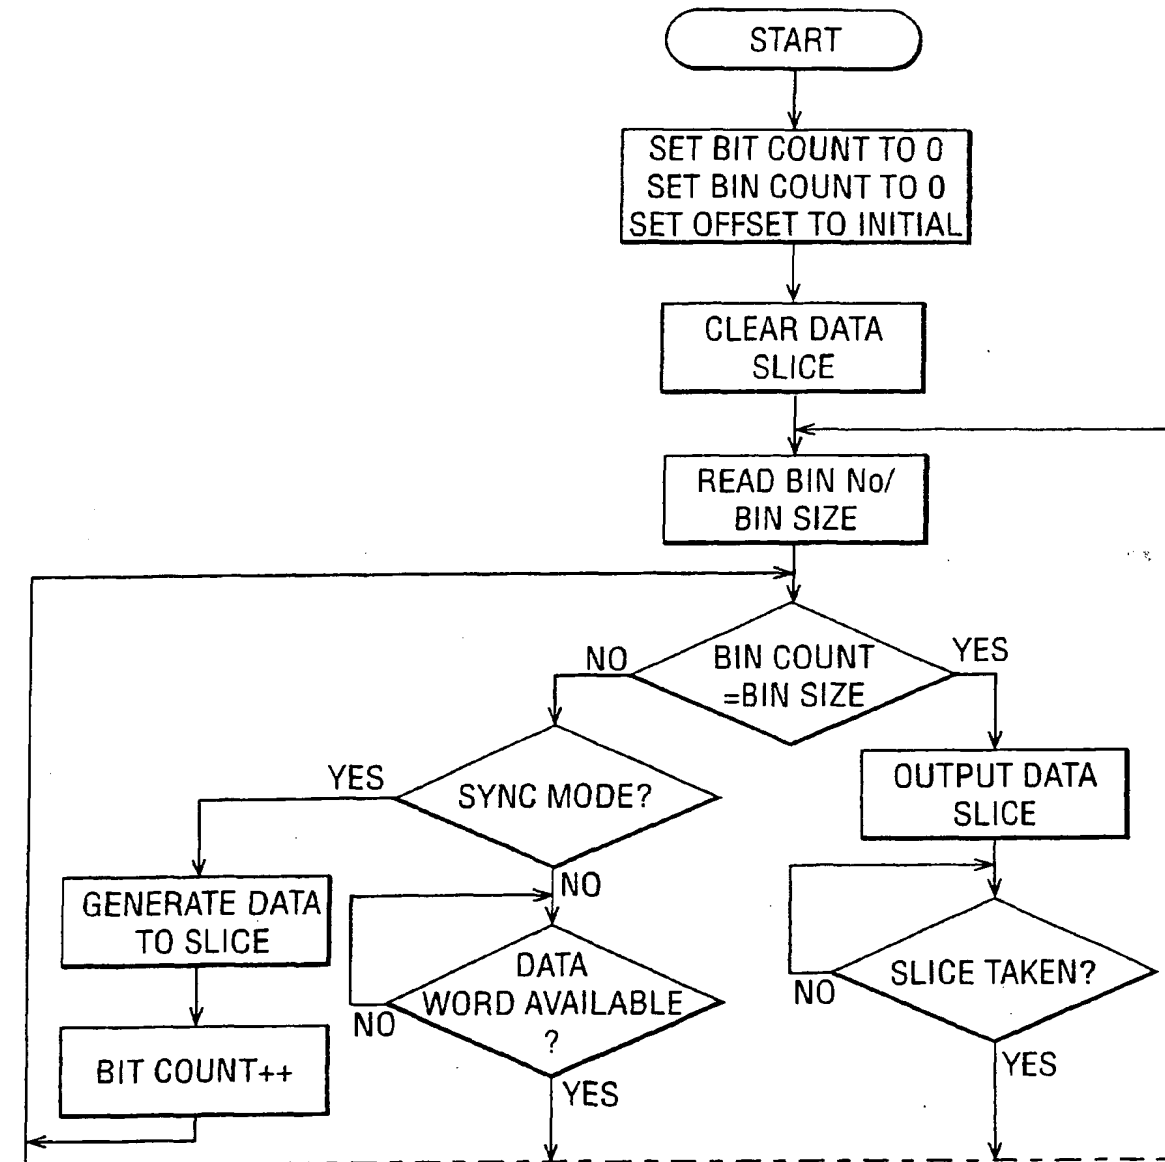 START
SET BIT COUNT TO 0
SET BIN COUNT TO 0
SET OFFSET TO INITIAL
CLEAR DATA
SLICE
READ BIN No/
BIN SIZE
NO
BIN COUNT
=BIN SIZE
YES
YES
SYNC MODE?
NO
OUTPUT DATA
SLICE
GENERATE DATA
TO SLICE
DATA
WORD AVAILABLE
?
NO
YES
SLICE TAKEN?
NO
YES
BIT COUNT++